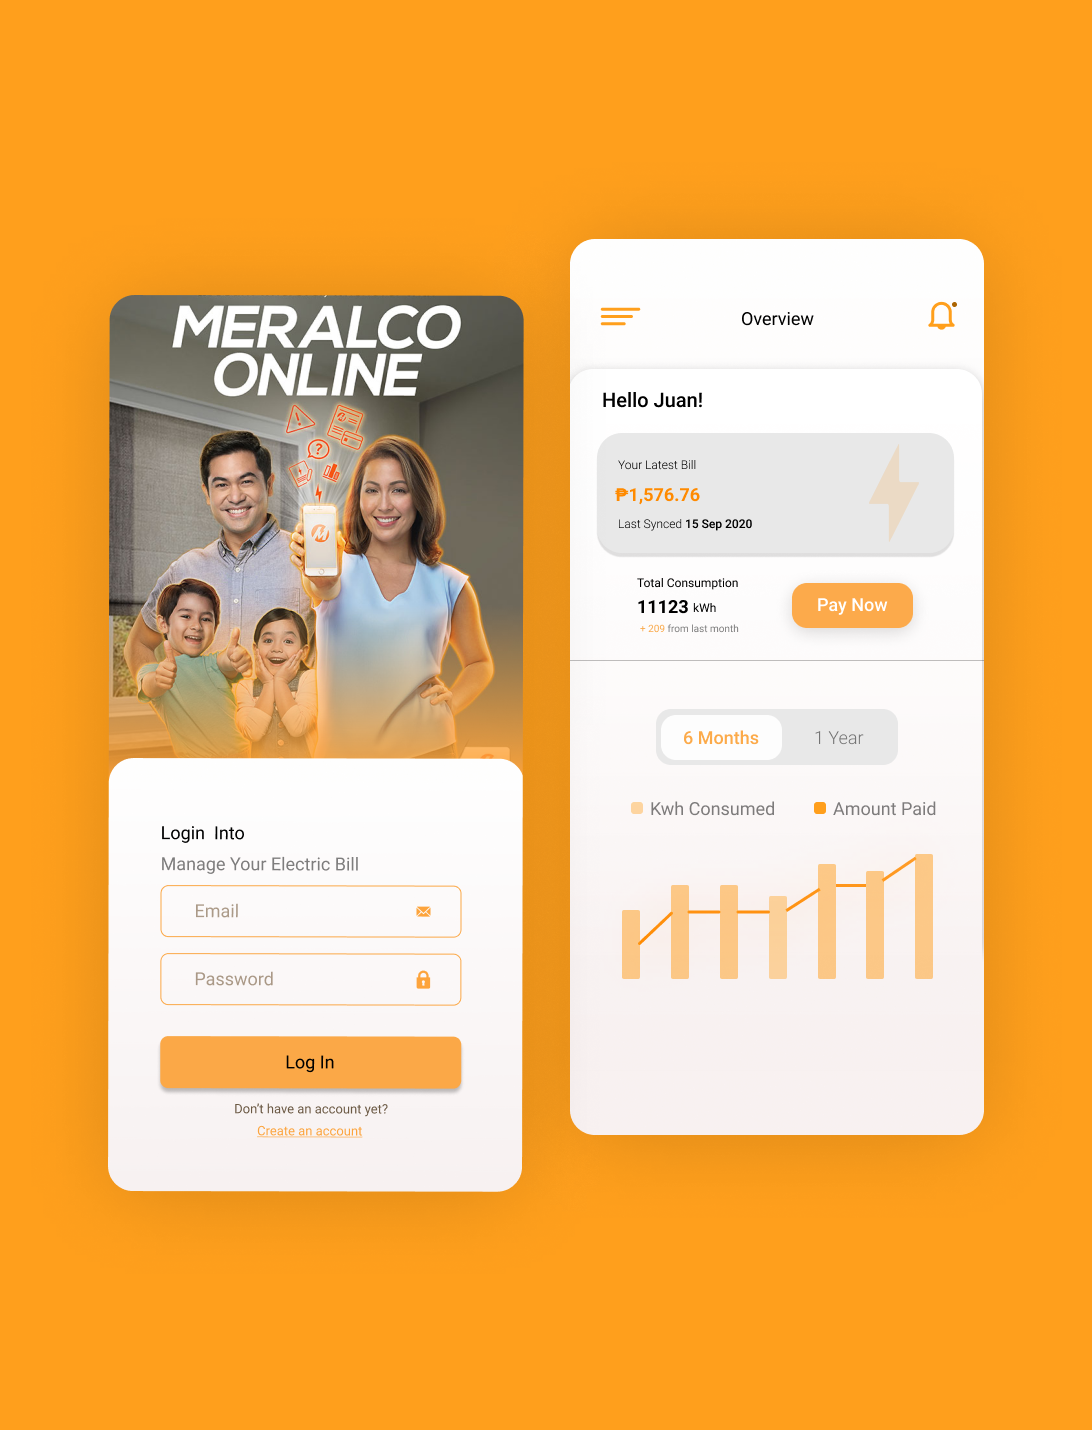 MERALCO
ONLINE
Login Into
Manage Your Electric Bill
Email
Password
Log In
Don't have an account yet?
Create an account
Overview
Hello Juan!
Your Latest Bill
₱1,576.76
Last Synced 15 Sep 2020
Total Consumption
11123 kWh
+ 209 from last month
Pay Now
6 Months
1 Year
Kwh Consumed
Amount Paid